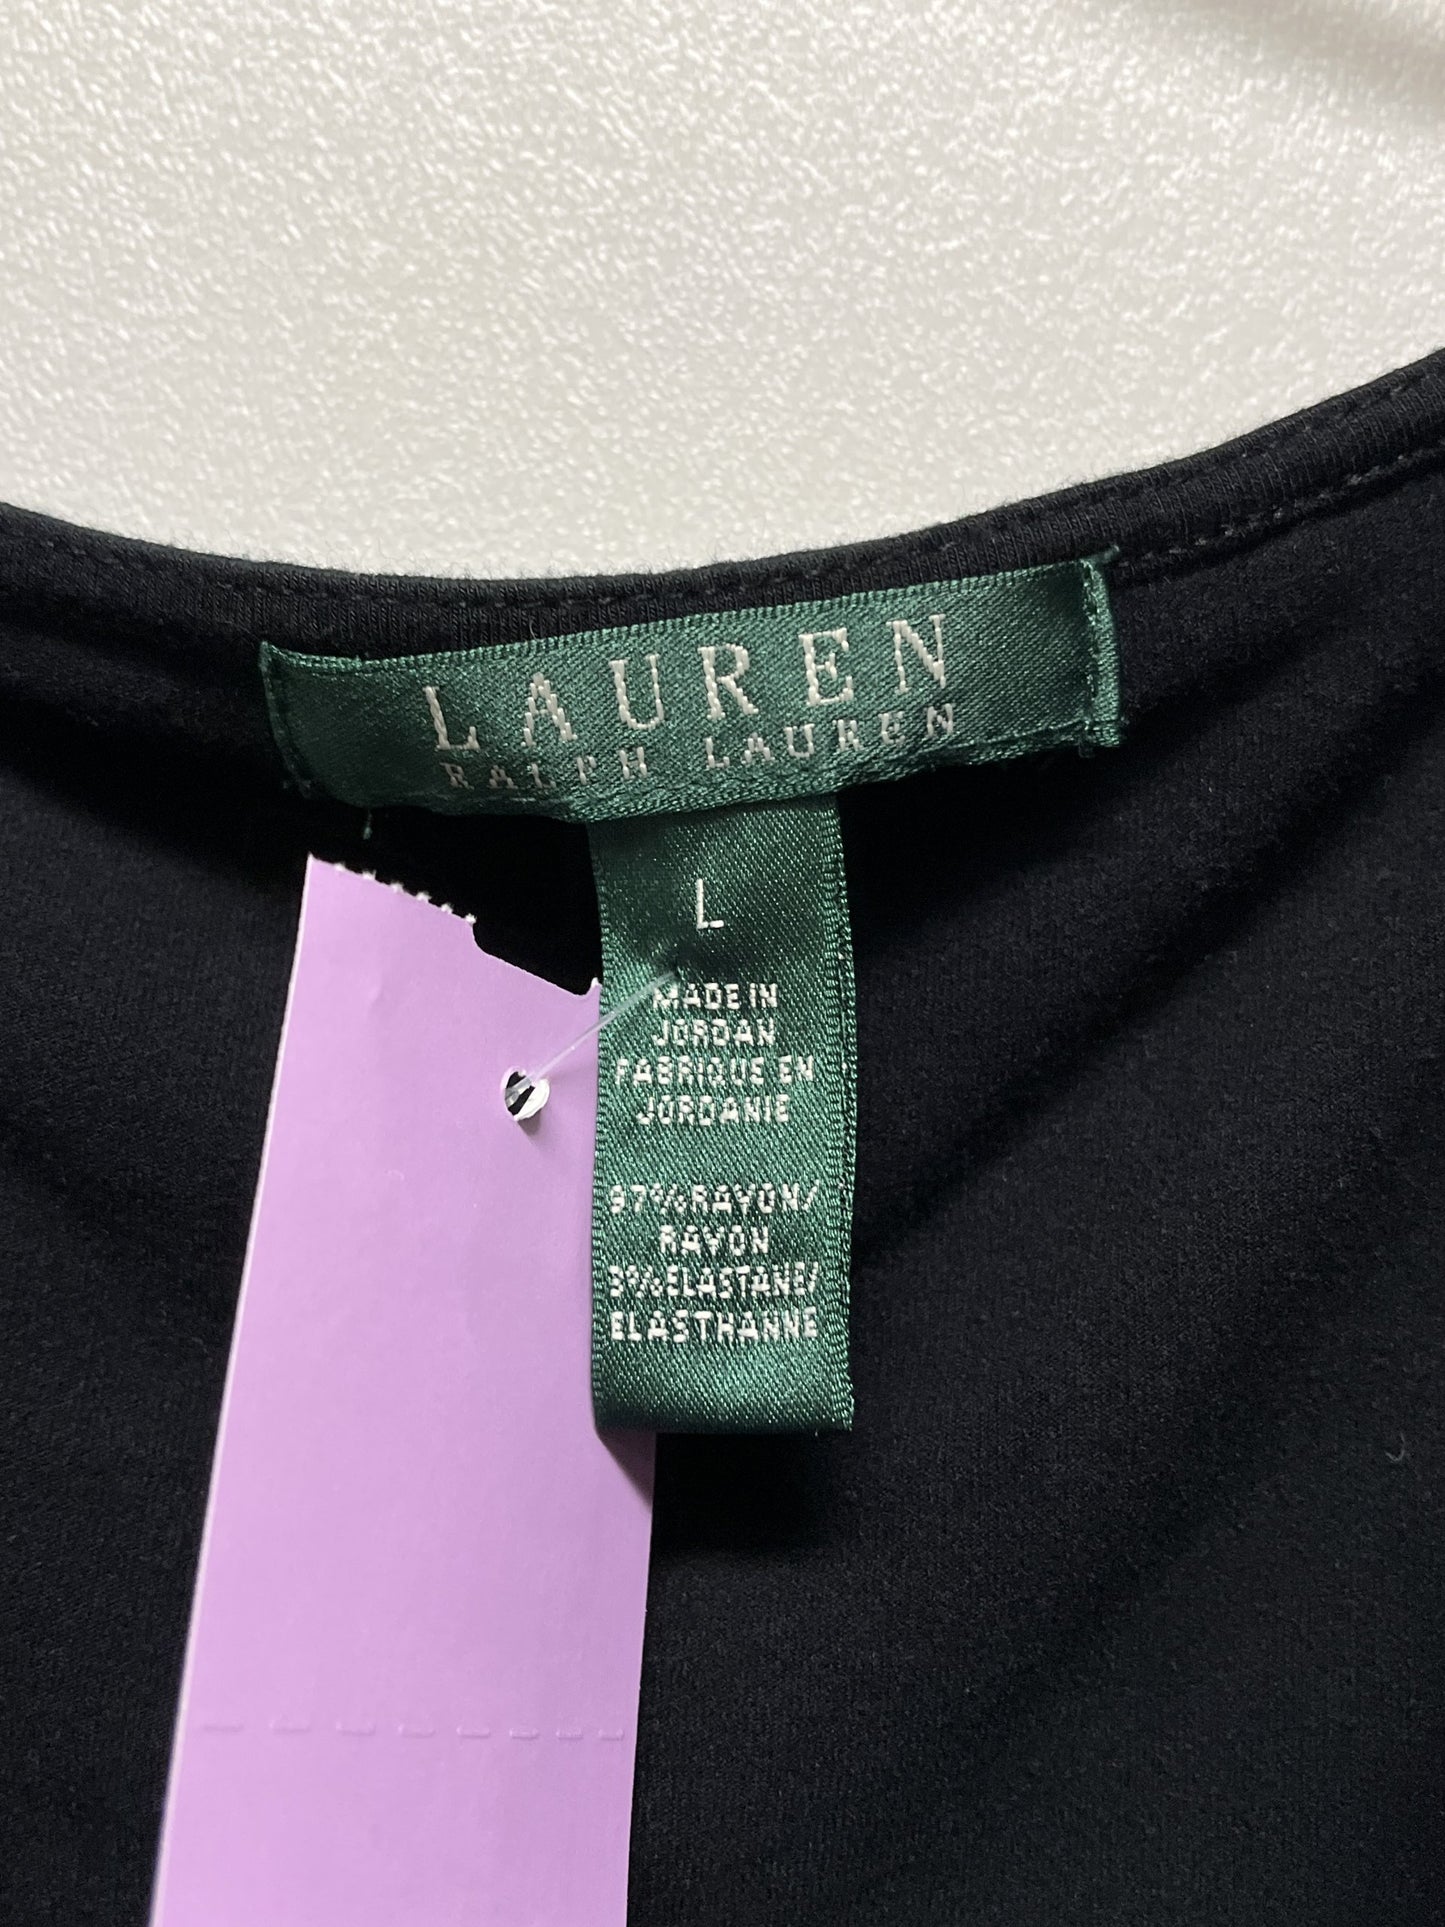 LAUREN
RALPH LAUREN
L
MADE IN
JORDAN
FABRIQUE EN
JORDANIE
97%RAYON/
RAYON
3%ELASTANE/
ELASTHANNE